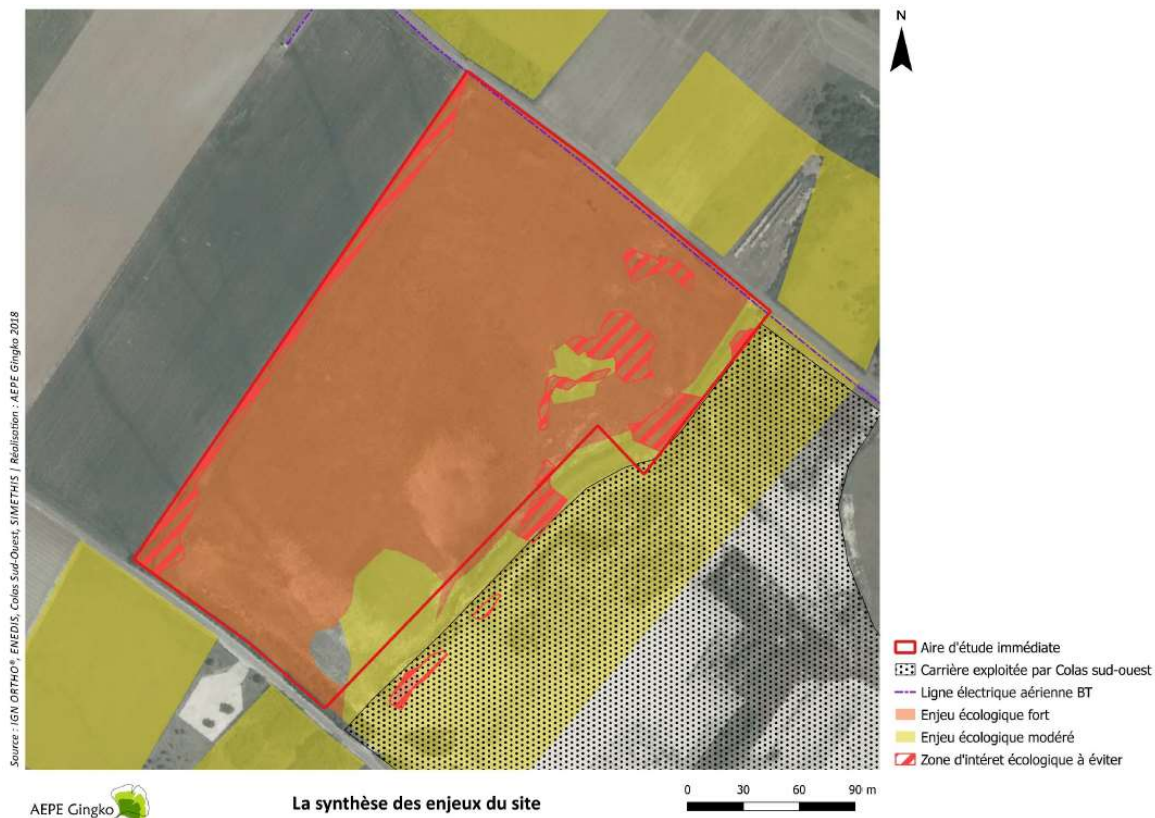 N
Source : IGN ORTHO®, ENEDIS, Colas Sud-Ouest, SIMETHIS | Réalisation : AEPE Gingko 2018
Aire d'étude immédiate
Carrière exploitée par Colas sud-ouest
Ligne électrique aérienne BT
Enjeu écologique fort
Enjeu écologique modéré
Zone d'intéret écologique à éviter
AEPE Gingko
La synthèse des enjeux du site
0 30 60 90 m